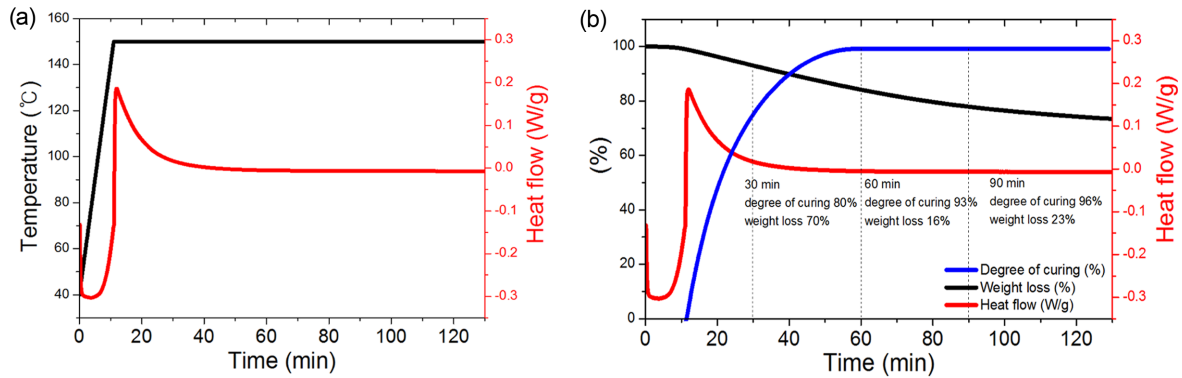 (a)
160
150
140
120
100
80
60
40
0 20 40 60 80 100 120
Time (min)
Temperature (℃)
0.3
0.2
0.1
0.0
-0.1
-0.2
-0.3
Heat flow (W/g)
(b)
100
80
60
40
20
0
0 20 40 60 80 100 120
Time (min)
(%)
0.3
0.2
0.1
0.0
-0.1
-0.2
-0.3
Heat flow (W/g)
30 min
degree of curing 80%
weight loss 70%
60 min
degree of curing 93%
weight loss 16%
90 min
degree of curing 96%
weight loss 23%
Degree of curing (%)
Weight loss (%)
Heat flow (W/g)